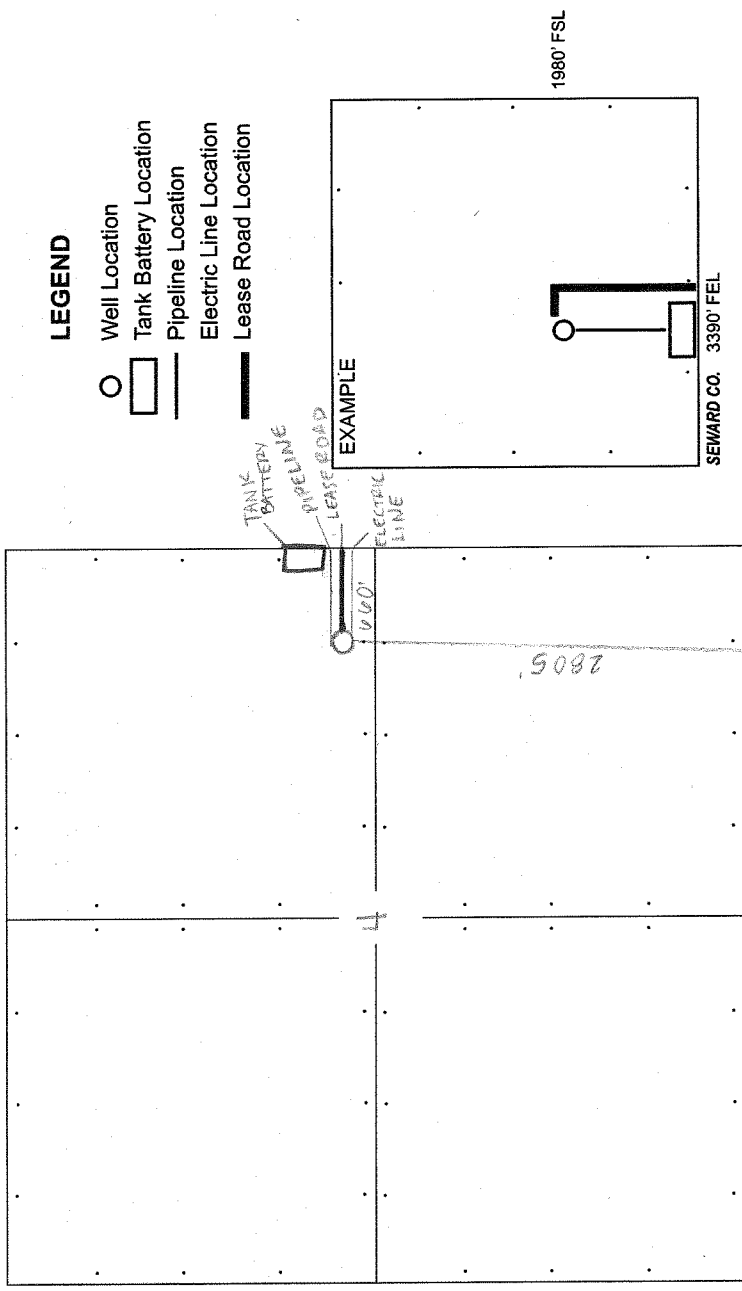 LEGEND
Well Location
Tank Battery Location
Pipeline Location
Electric Line Location
Lease Road Location
EXAMPLE
1980' FSL
SEWARD CO. 3390' FEL
TANK
BATTERY
PIPELINE
LEASE ROAD
ELECTRIC
LINE
660'
2805'
4